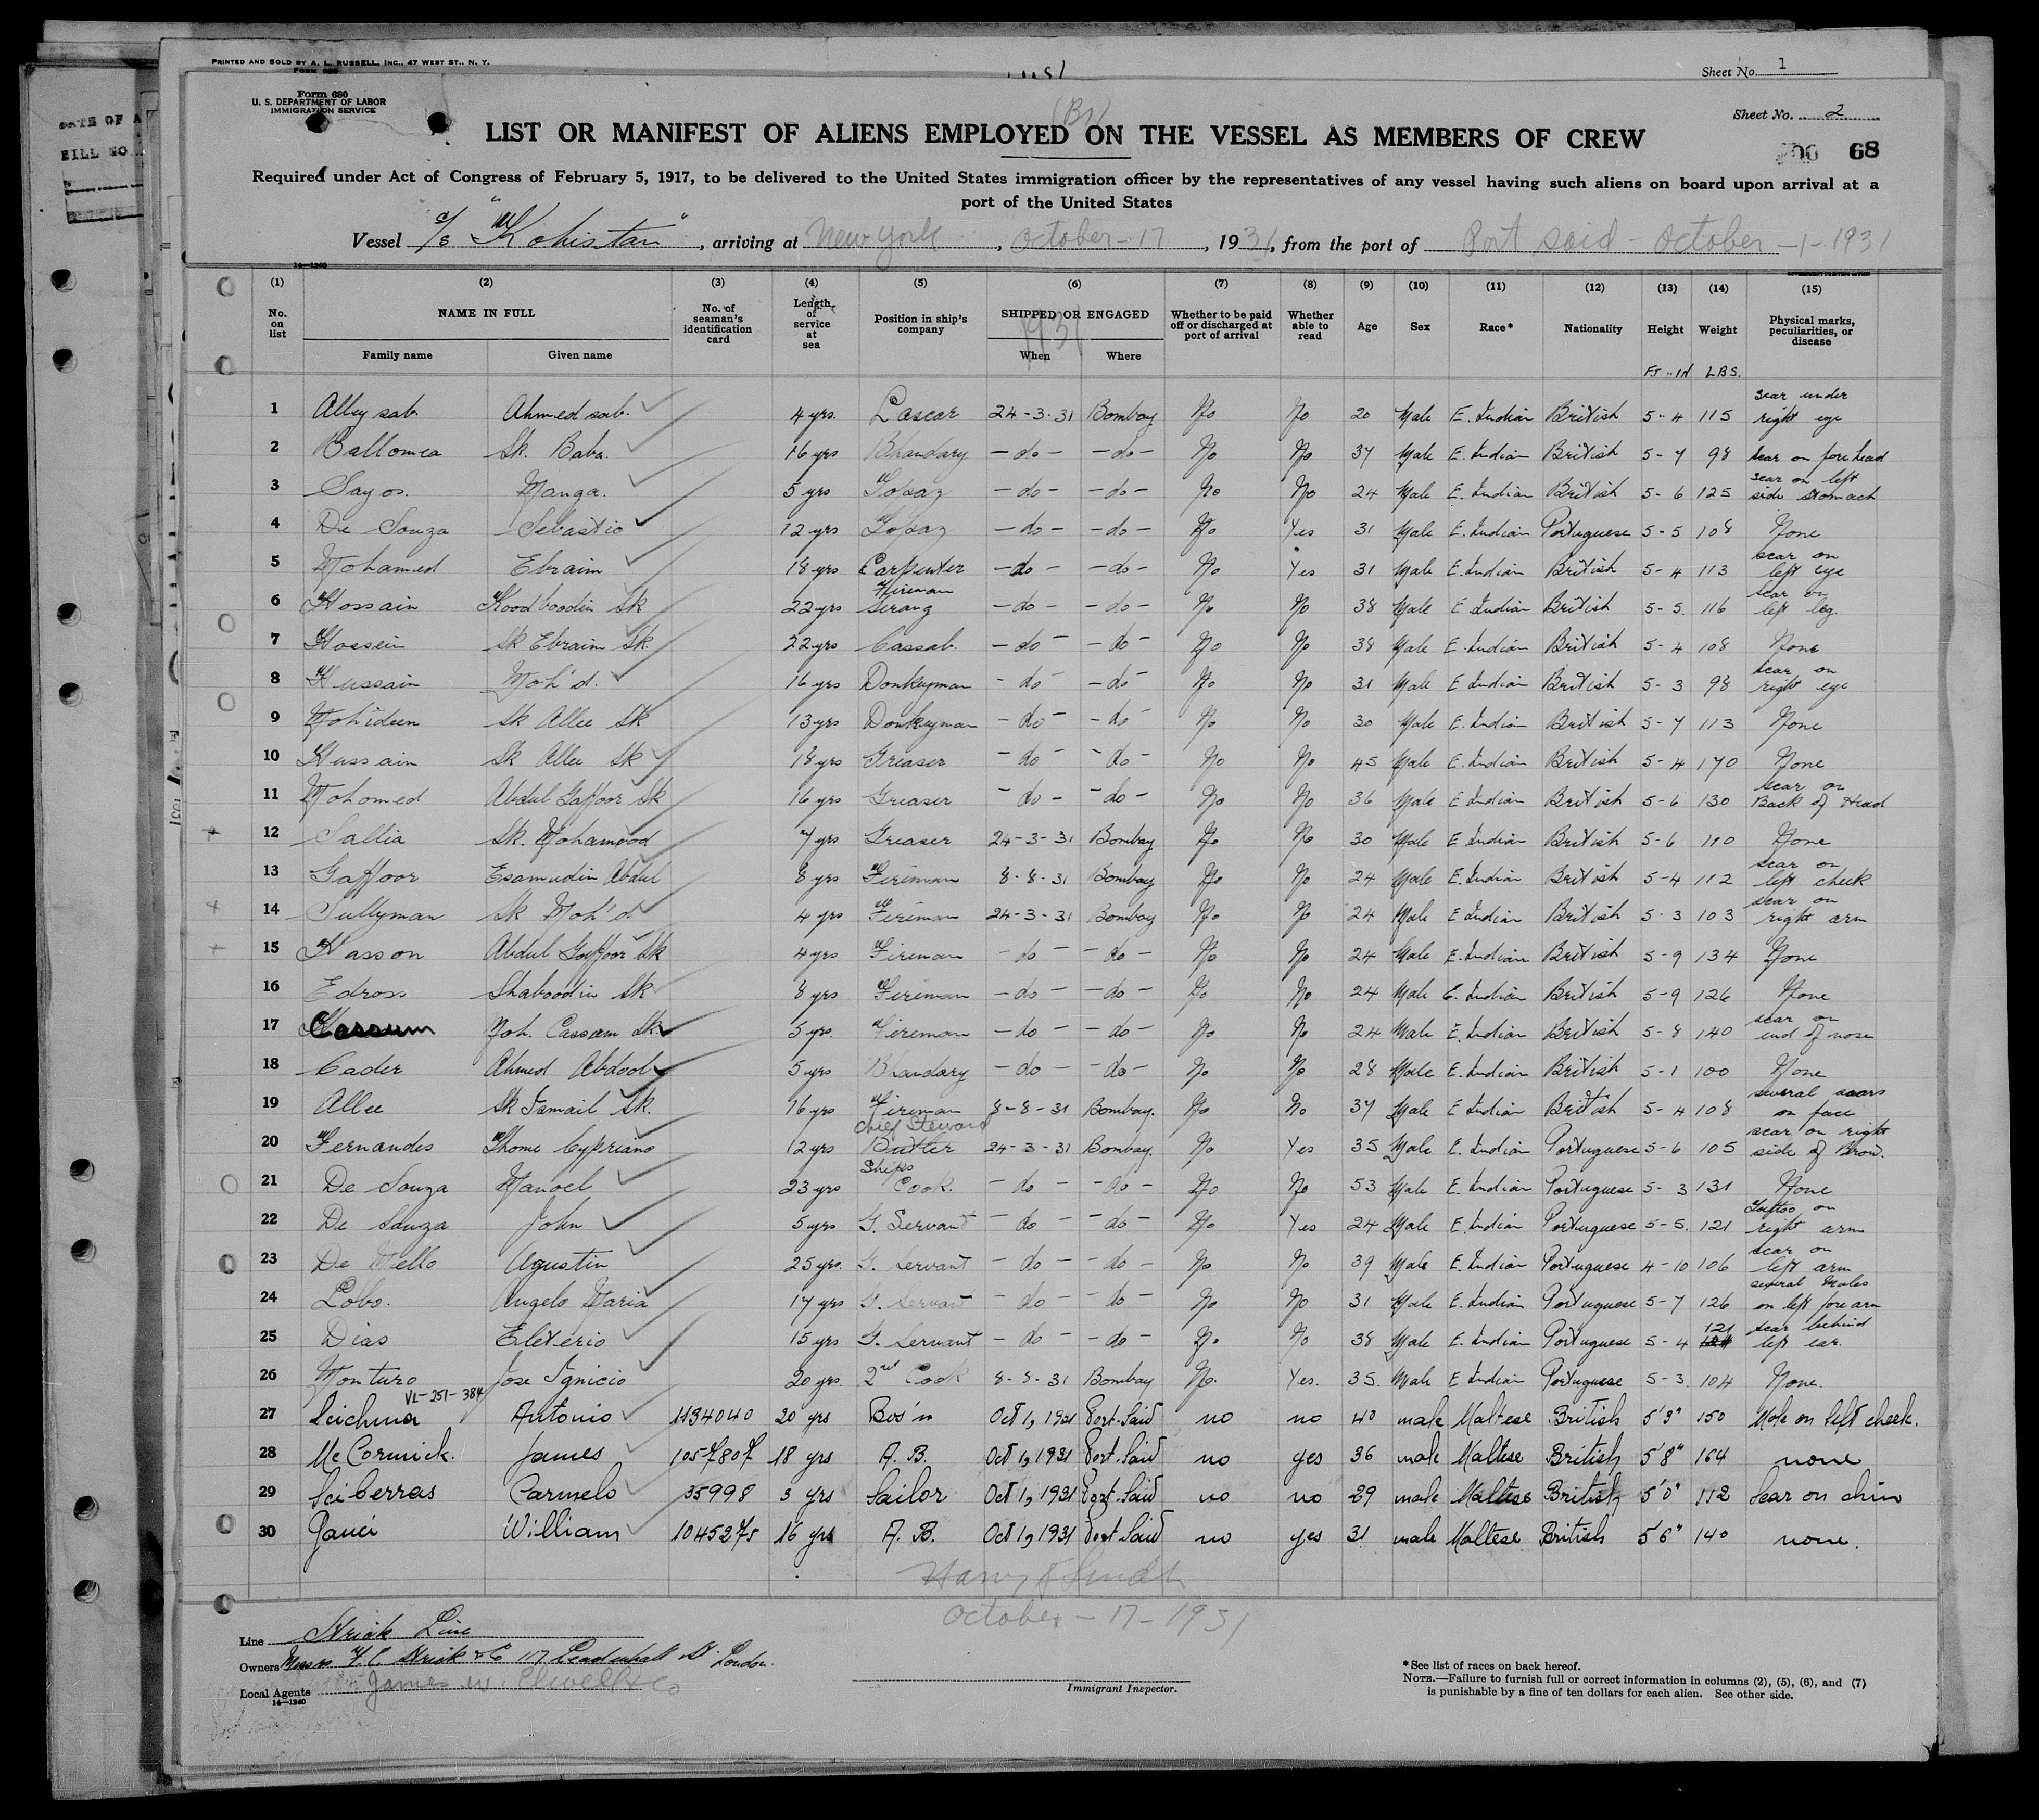 PRINTED AND SOLD BY A. L. RUSSELL, INC., 47 WEST ST., N. Y.
Sheet No. 1
Form 680
U. S. DEPARTMENT OF LABOR
IMMIGRATION SERVICE
(Br)
Sheet No. 2
LIST OR MANIFEST OF ALIENS EMPLOYED ON THE VESSEL AS MEMBERS OF CREW
68
Required under Act of Congress of February 5, 1917, to be delivered to the United States immigration officer by the representatives of any vessel having such aliens on board upon arrival at a
port of the United States
Vessel S/S "Kohistan", arriving at New York, October-17, 1931, from the port of Port Said - October -1- 1931
14-1240
(1) (2) (3) (4) (5) (6) (7) (8) (9) (10) (11) (12) (13) (14) (15)
No. on list NAME IN FULL Family name Given name No. of seaman's identification card Length of service at sea Position in ship's company SHIPPED OR ENGAGED When Where Whether to be paid off or discharged at port of arrival Whether able to read Age Sex Race* Nationality Height Weight Physical marks, peculiarities, or disease
1931
FT..IN LBS.
1 Alleysab. Ahmedsab. 4 yrs. Lascar 24-3-31 Bombay No No 20 Male E. Indian British 5-4 115 scar under right eye
2 Ballomea Sk. Baba. 16 yrs Bhandary -do- -do- No No 37 Male E. Indian British 5-7 98 scar on forehead
3 Sayos. Manga. 5 yrs Topaz -do- -do- No No 24 Male E. Indian British 5-6 125 scar on left side stomach
4 De Souza Sebastio 12 yrs Topaz -do- -do- No Yes 31 Male E. Indian Portuguese 5-5 108 None
5 Mohamed Ebraim 18 yrs Carpenter -do- -do- No Yes 31 Male E. Indian British 5-4 113 scar on left eye
6 Hossain Koodboodin Sk 22 yrs Fireman Serang -do- -do- No No 38 Male E. Indian British 5-5. 116 scar on left leg.
7 Hossein Sk Ebraim Sk. 22 yrs Cassab. -do- -do- No No 38 Male E. Indian British 5-4 108 None
8 Hussain Moh'd. 16 yrs Donkeyman -do- -do- No No 31 Male E. Indian British 5-3 98 scar on right eye
9 Mohideen Sk Allee Sk 13 yrs Donkeyman -do- -do- No No 30 Male E. Indian British 5-7 113 None
10 Hussain Sk Allee Sk 18 yrs Greaser -do- -do- No No 45 Male E. Indian British 5-4 170 None
11 Mohomed Abdul Gaffoor Sk 16 yrs Greaser -do- -do- No No 36 Male E. Indian British 5-6 130 scar on Back of Head
12 Sallia Sk. Mohamood 7 yrs Greaser 24-3-31 Bombay No No 30 Male E. Indian British 5-6 110 None
13 Gaffoor Esamudin Abdul 8 yrs Fireman 8-8-31 Bombay No No 24 Male E. Indian British 5-4 112 scar on left cheek
14 Sullyman Sk Moh'd 4 yrs Fireman 24-3-31 Bombay No No 24 Male E. Indian British 5-3 103 scar on right arm
15 Hasson Abdul Gaffoor Sk 4 yrs Fireman -do- -do- No No 24 Male E. Indian British 5-9 134 None
16 Edross Shaboodin Sk 8 yrs Fireman -do- -do- No No 24 Male E. Indian British 5-9 126 None
17 Cassum Moh. Cassam Sk. 5 yrs. Fireman -do- -do- No No 24 Male E. Indian British 5-8 140 scar on end of nose
18 Cader Ahmed Abdool 5 yrs Bhandary -do- -do- No No 28 Male E. Indian British 5-1 100 None
19 Allee Sk Ismail Sk. 16 yrs Fireman 8-8-31 Bombay. No No 37 Male E. Indian British 5-4 108 several scars on face
20 Fernandes Thome Cypriano 12 yrs Chief Steward Butler 24-3-31 Bombay. No Yes 35 Male E. Indian Portuguese 5-6 105 scar on right side of Brow.
21 De Souza Manoel 23 yrs Ships Cook. -do- -do- No No 53 Male E. Indian Portuguese 5-3 131 None
22 De Souza John 5 yrs G. Servant -do- -do- No Yes 24 Male E. Indian Portuguese 5-5. 121 Tattoo on right arm
23 De Mello Agustin 25 yrs. G. Servant -do- -do- No No 39 Male E. Indian Portuguese 4-10 106 scar on left arm
24 Lobo. Angelo Maria 17 yrs G. Servant -do- -do- No No 31 Male E. Indian Portuguese 5-7 126 several moles on left forearm
25 Dias Eleterio 15 yrs G. Servant -do- -do- No No 38 Male E. Indian Portuguese 5-4 121 scar behind left ear.
26 Monturo Jose Ignicio 20 yrs. 2nd Cook 8-8-31 Bombay No. Yes. 35. Male E. Indian Portuguese 5-3. 104 None.
VL-251-384
27 Scichuna Antonio 1134040 20 yrs Bos'n Oct 1, 1931 Port-Said no no 40 male Maltese British 5'9" 150 Mole on left cheek.
28 McCormick. James 1057807 18 yrs A. B. Oct 1, 1931 Port-Said no yes 36 male Maltese British 5'8" 164 none
29 Sciberras Carmelo 35998 3 yrs Sailor Oct 1, 1931 Port-Said no no 29 male Maltese British 5'0" 112 Scar on chin
30 Gauci William 1045275 16 yrs A. B. Oct 1, 1931 Port Said no yes 31 male Maltese British 5'6" 140 none.
October - 17 - 1931
Line Strick Line
Owners Messrs F. C. Strick & Co 117 Leadenhall St London.
Local Agents James W. Elwell & Co
14-1240
Immigrant Inspector.
*See list of races on back hereof.
NOTE.—Failure to furnish full or correct information in columns (2), (5), (6), and (7)
is punishable by a fine of ten dollars for each alien. See other side.